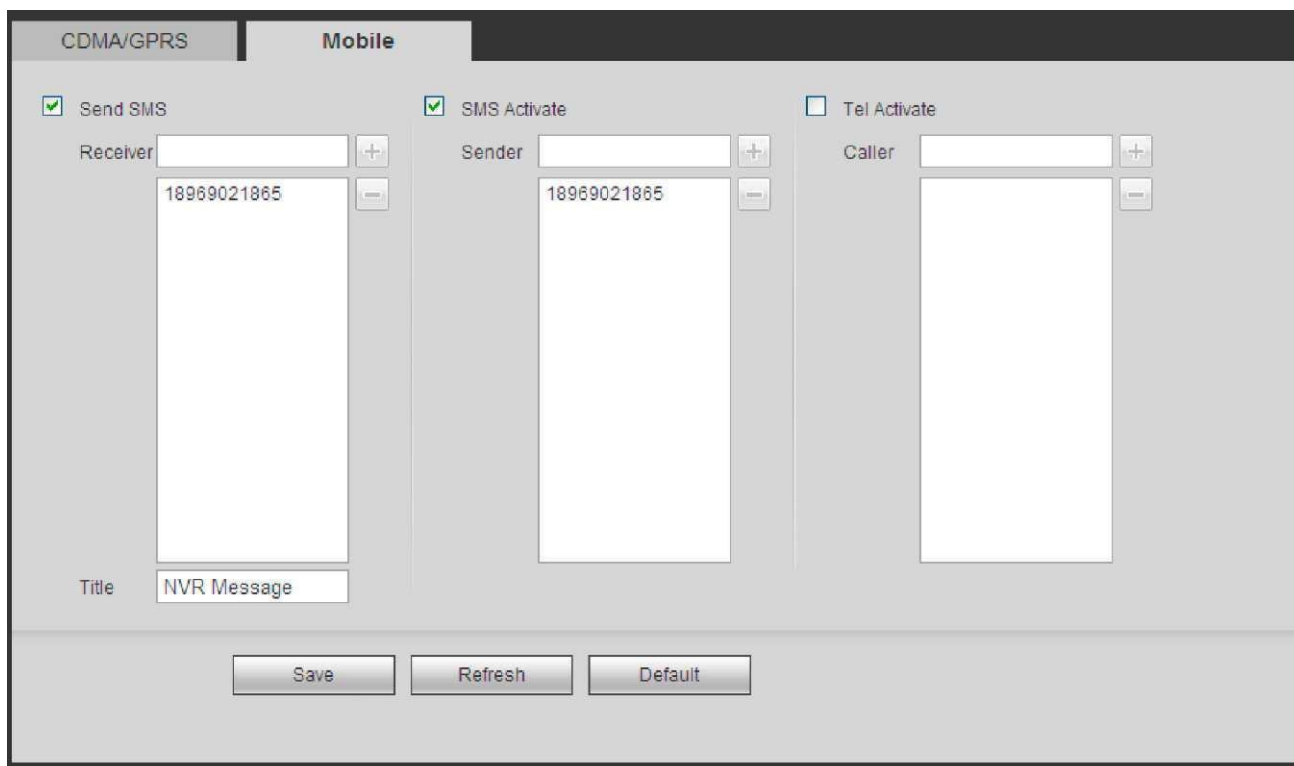 CDMA/GPRS Mobile
Send SMS SMS Activate Tel Activate
Receiver Sender Caller
18969021865 18969021865
Title NVR Message
Save Refresh Default